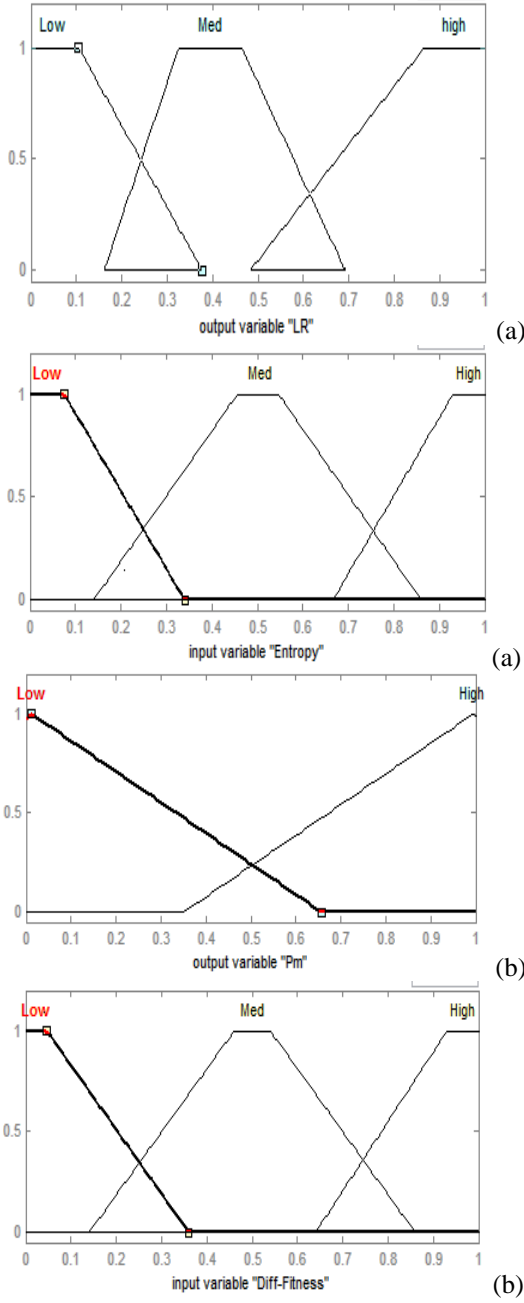 Low Med high
1
0.5
0
0 0.1 0.2 0.3 0.4 0.5 0.6 0.7 0.8 0.9 1
output variable "LR"
(a)
Low Med High
1
0.5
0
0 0.1 0.2 0.3 0.4 0.5 0.6 0.7 0.8 0.9 1
input variable "Entropy"
(a)
Low High
1
0.5
0
0 0.1 0.2 0.3 0.4 0.5 0.6 0.7 0.8 0.9 1
output variable "Pm"
(b)
Low Med High
1
0.5
0
0 0.1 0.2 0.3 0.4 0.5 0.6 0.7 0.8 0.9 1
input variable "Diff-Fitness"
(b)